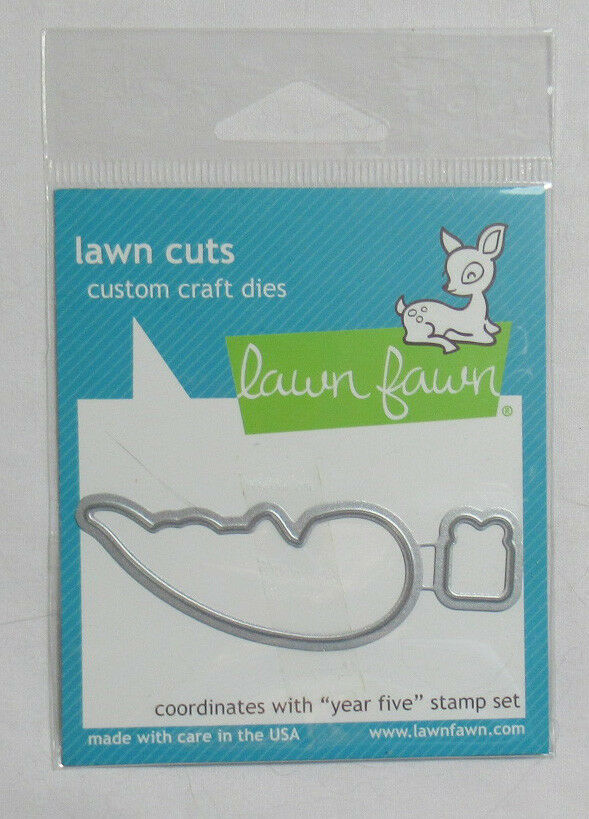 lawn cuts
custom craft dies
lawn fawn®
coordinates with “year five” stamp set
made with care in the USA www.lawnfawn.com